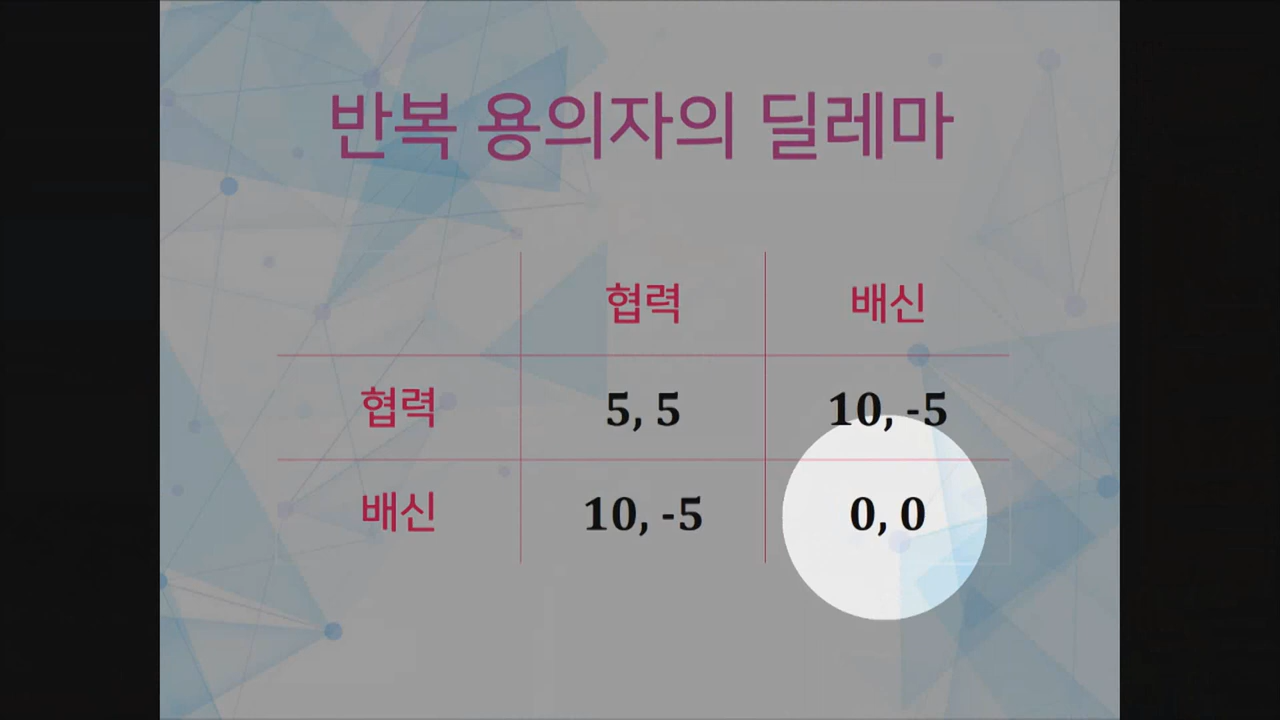 반복 용의자의 딜레마
협력 배신
협력 5, 5 10, -5
배신 10, -5 0, 0